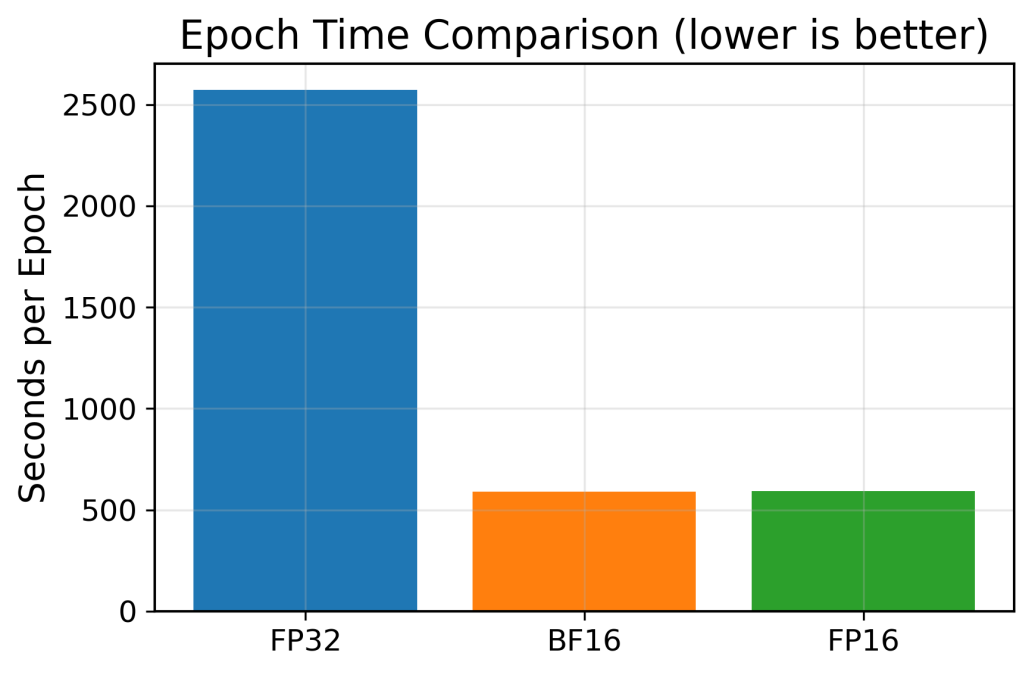 Epoch Time Comparison (lower is better)
Seconds per Epoch
2500
2000
1500
1000
500
0
FP32 BF16 FP16